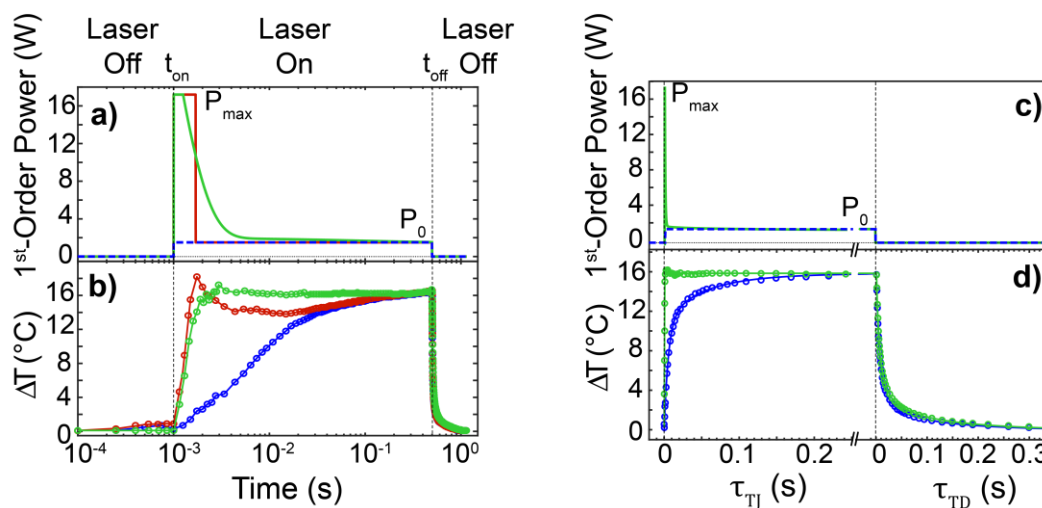 Laser Off
t_on
Laser On
t_off
Laser Off
1st-Order Power (W)
16
12
8
4
0
a)
P_max
P_0
ΔT (°C)
16
12
8
4
0
b)
10^-4
10^-3
10^-2
10^-1
10^0
Time (s)
1st-Order Power (W)
16
12
8
4
0
c)
P_max
P_0
ΔT (°C)
16
12
8
4
0
d)
0
0.1
0.2
0
0.1
0.2
0.3
τ_TJ (s)
τ_TD (s)